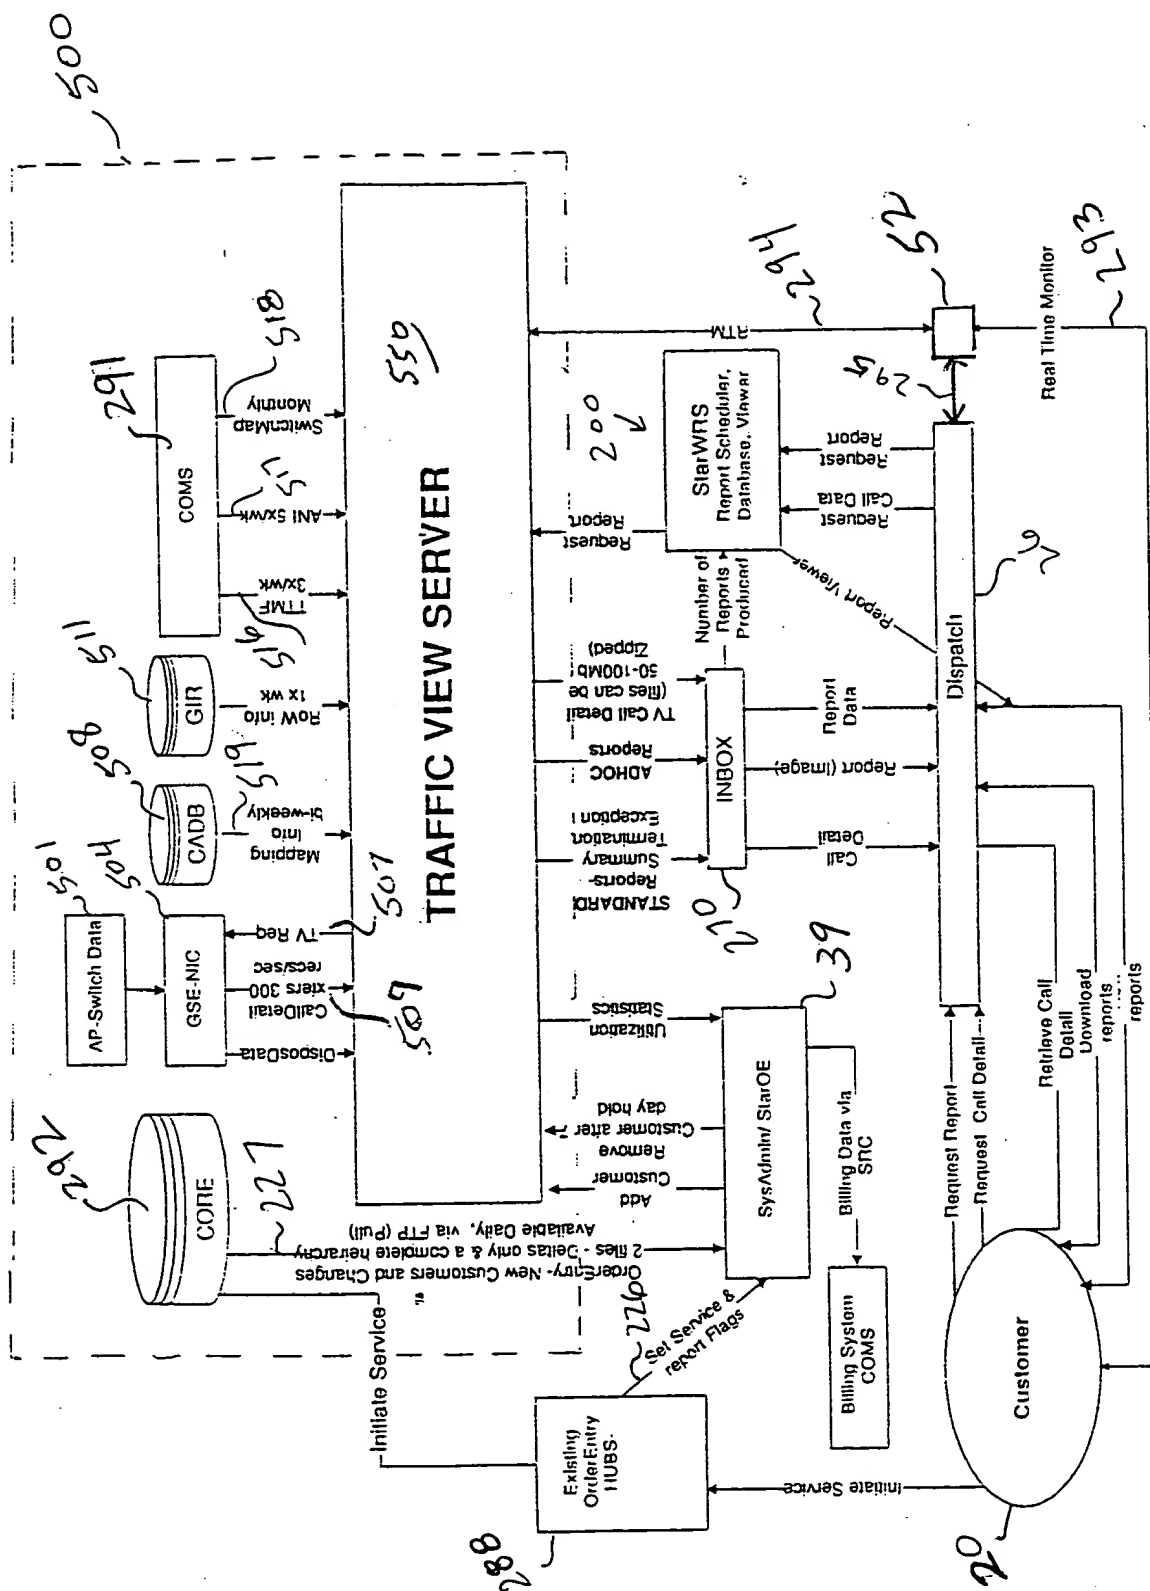 500
AP-Switch Data
501
GSE-NIC
504
DisposData
CallDetail
xfers 300
recs/sec
509
TV Req
507
CORE
292
227
CADB
508
Mapping
Info
bi-weekly
519
GIR
511
RoW info
1x wk
COMS
291
TTMF
3x/wk
516
ANI 5x/wk
517
SwitchMap
Monthly
518
TRAFFIC VIEW SERVER
550
OrderEntry- New Customers and Changes
2 files - Deltas only & a complete heirarchy
Available Daily, via FTP (Pull)
Initiate Service
Existing
OrderEntry
HUBS-
288
2260
Set Service &
report Flags
Add
Customer
Remove
Customer after
day hold
Utilization
Statistics
SysAdmin/ StarOE
39
Billing Data via
SRC
Billing System
COMS
STANDARD
Reports-
Summary
Termination
Exception
ADHOC
Reports
TV Call Detail
(files can be
50-100Mb
Zipped)
INBOX
270
Number of
Reports
Produced
Request
Report
StarWRS
Report Scheduler,
Database, Viewer
200
RTM
294
Call
Detail
Report (Image)
Report
Data
Report Viewer
Request
Call Data
Request
Report
Dispatch
26
295
52
Real Time Monitor
293
Initiate Service
Customer
20
Request Report
Request Call Detail
Retrieve Call
Detail
Download
reports
reports